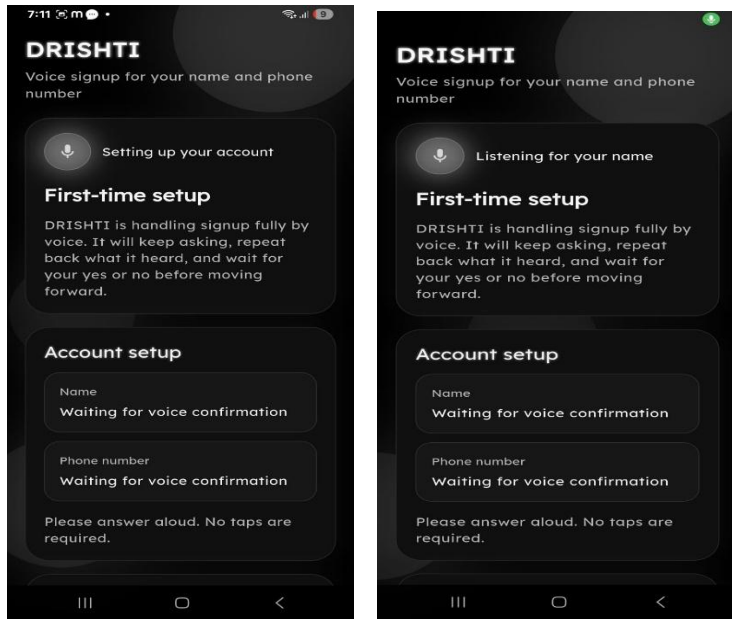 7:11
9
DRISHTI
Voice signup for your name and phone
number
Setting up your account
First-time setup
DRISHTI is handling signup fully by
voice. It will keep asking, repeat
back what it heard, and wait for
your yes or no before moving
forward.
Account setup
Name
Waiting for voice confirmation
Phone number
Waiting for voice confirmation
Please answer aloud. No taps are
required.
DRISHTI
Voice signup for your name and phone
number
Listening for your name
First-time setup
DRISHTI is handling signup fully by
voice. It will keep asking, repeat
back what it heard, and wait for
your yes or no before moving
forward.
Account setup
Name
Waiting for voice confirmation
Phone number
Waiting for voice confirmation
Please answer aloud. No taps are
required.